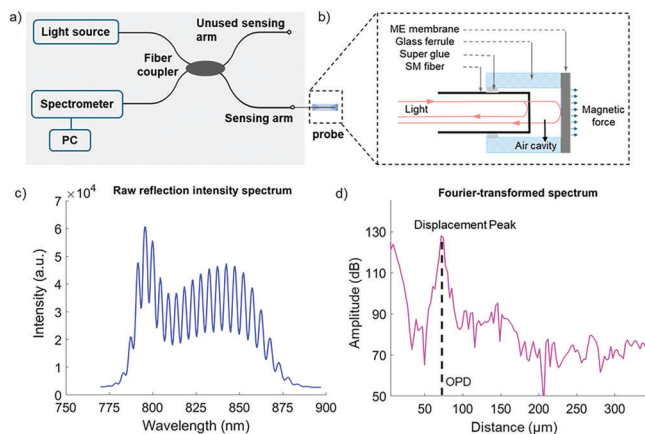 a)
Light source
Unused sensing
arm
Fiber
coupler
Spectrometer
PC
Sensing arm
probe
b)
ME membrane
Glass ferrule
Super glue
SM fiber
Light
Magnetic
force
Air cavity
c)
Raw reflection intensity spectrum
7 ×10⁴
6
5
4
3
2
1
0
Intensity (a.u.)
750 775 800 825 850 875 900
Wavelength (nm)
d)
Fourier-transformed spectrum
Displacement Peak
130
110
90
70
50
Amplitude (dB)
OPD
50 100 150 200 250 300
Distance (µm)